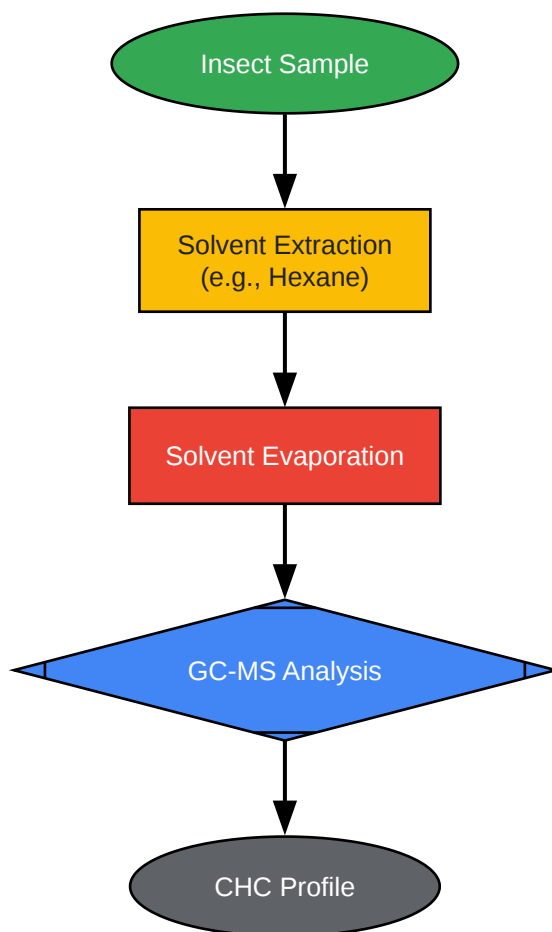 Insect Sample
Solvent Extraction
(e.g., Hexane)
Solvent Evaporation
GC-MS Analysis
CHC Profile